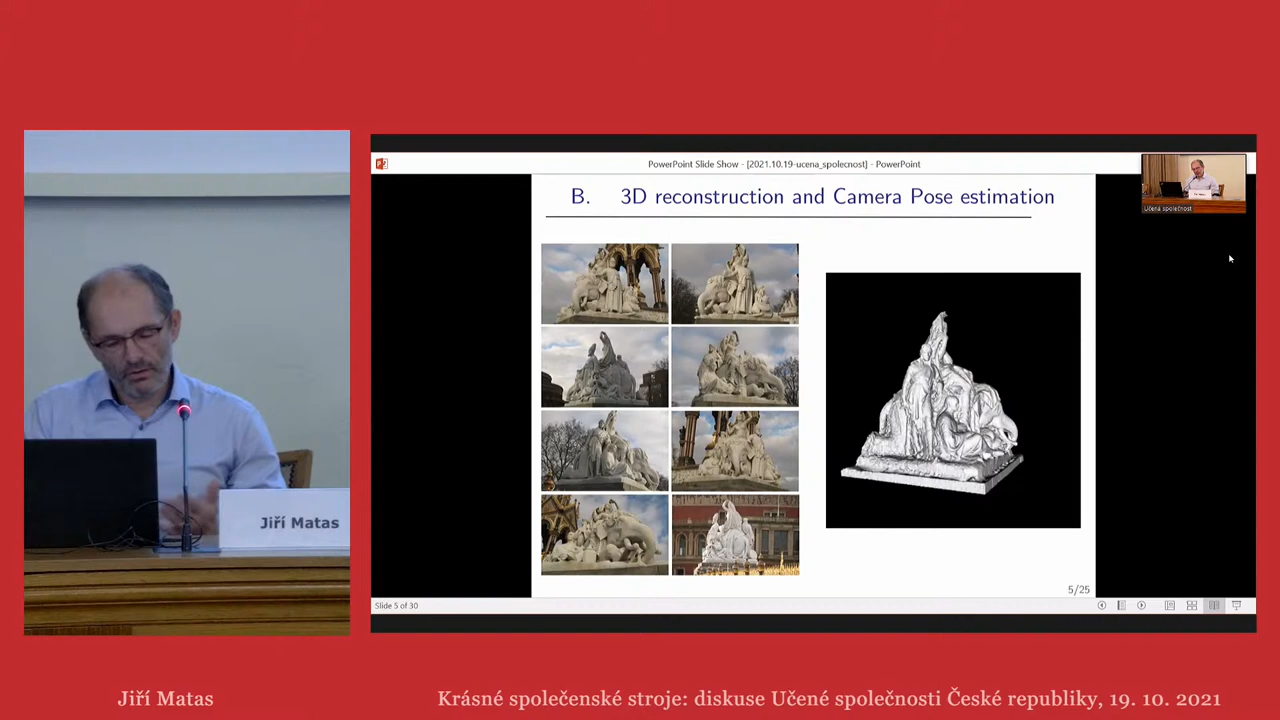 PowerPoint Slide Show - [2021.10.19-ucena_spolecnost] - PowerPoint
B. 3D reconstruction and Camera Pose estimation
Učená společnost
Jiří Matas
5/25
Slide 5 of 30
Jiří Matas
Krásné společenské stroje: diskuse Učené společnosti České republiky, 19. 10. 2021